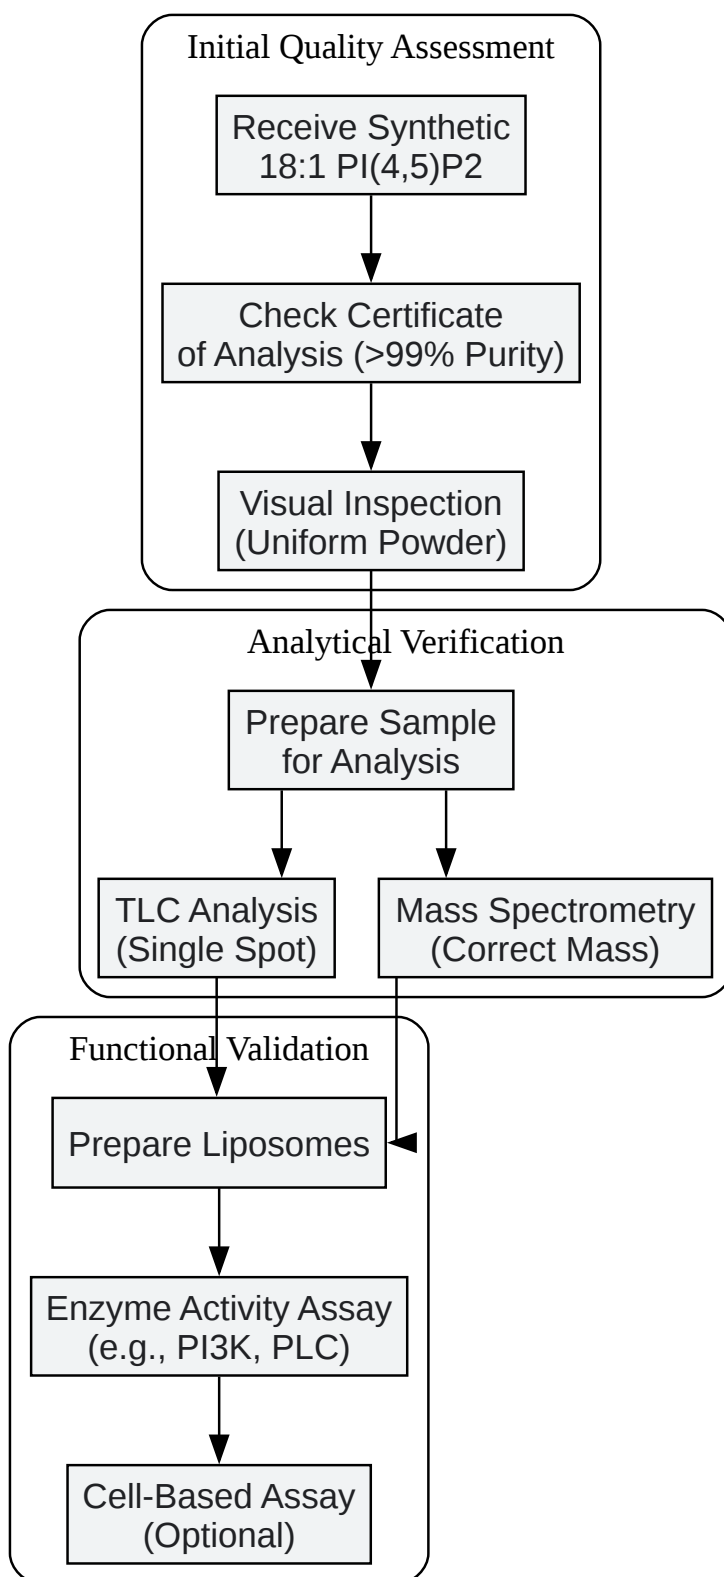 Initial Quality Assessment
Receive Synthetic
18:1 PI(4,5)P2
Check Certificate
of Analysis (>99% Purity)
Visual Inspection
(Uniform Powder)
Analytical Verification
Prepare Sample
for Analysis
TLC Analysis
(Single Spot)
Mass Spectrometry
(Correct Mass)
Functional Validation
Prepare Liposomes
Enzyme Activity Assay
(e.g., PI3K, PLC)
Cell-Based Assay
(Optional)